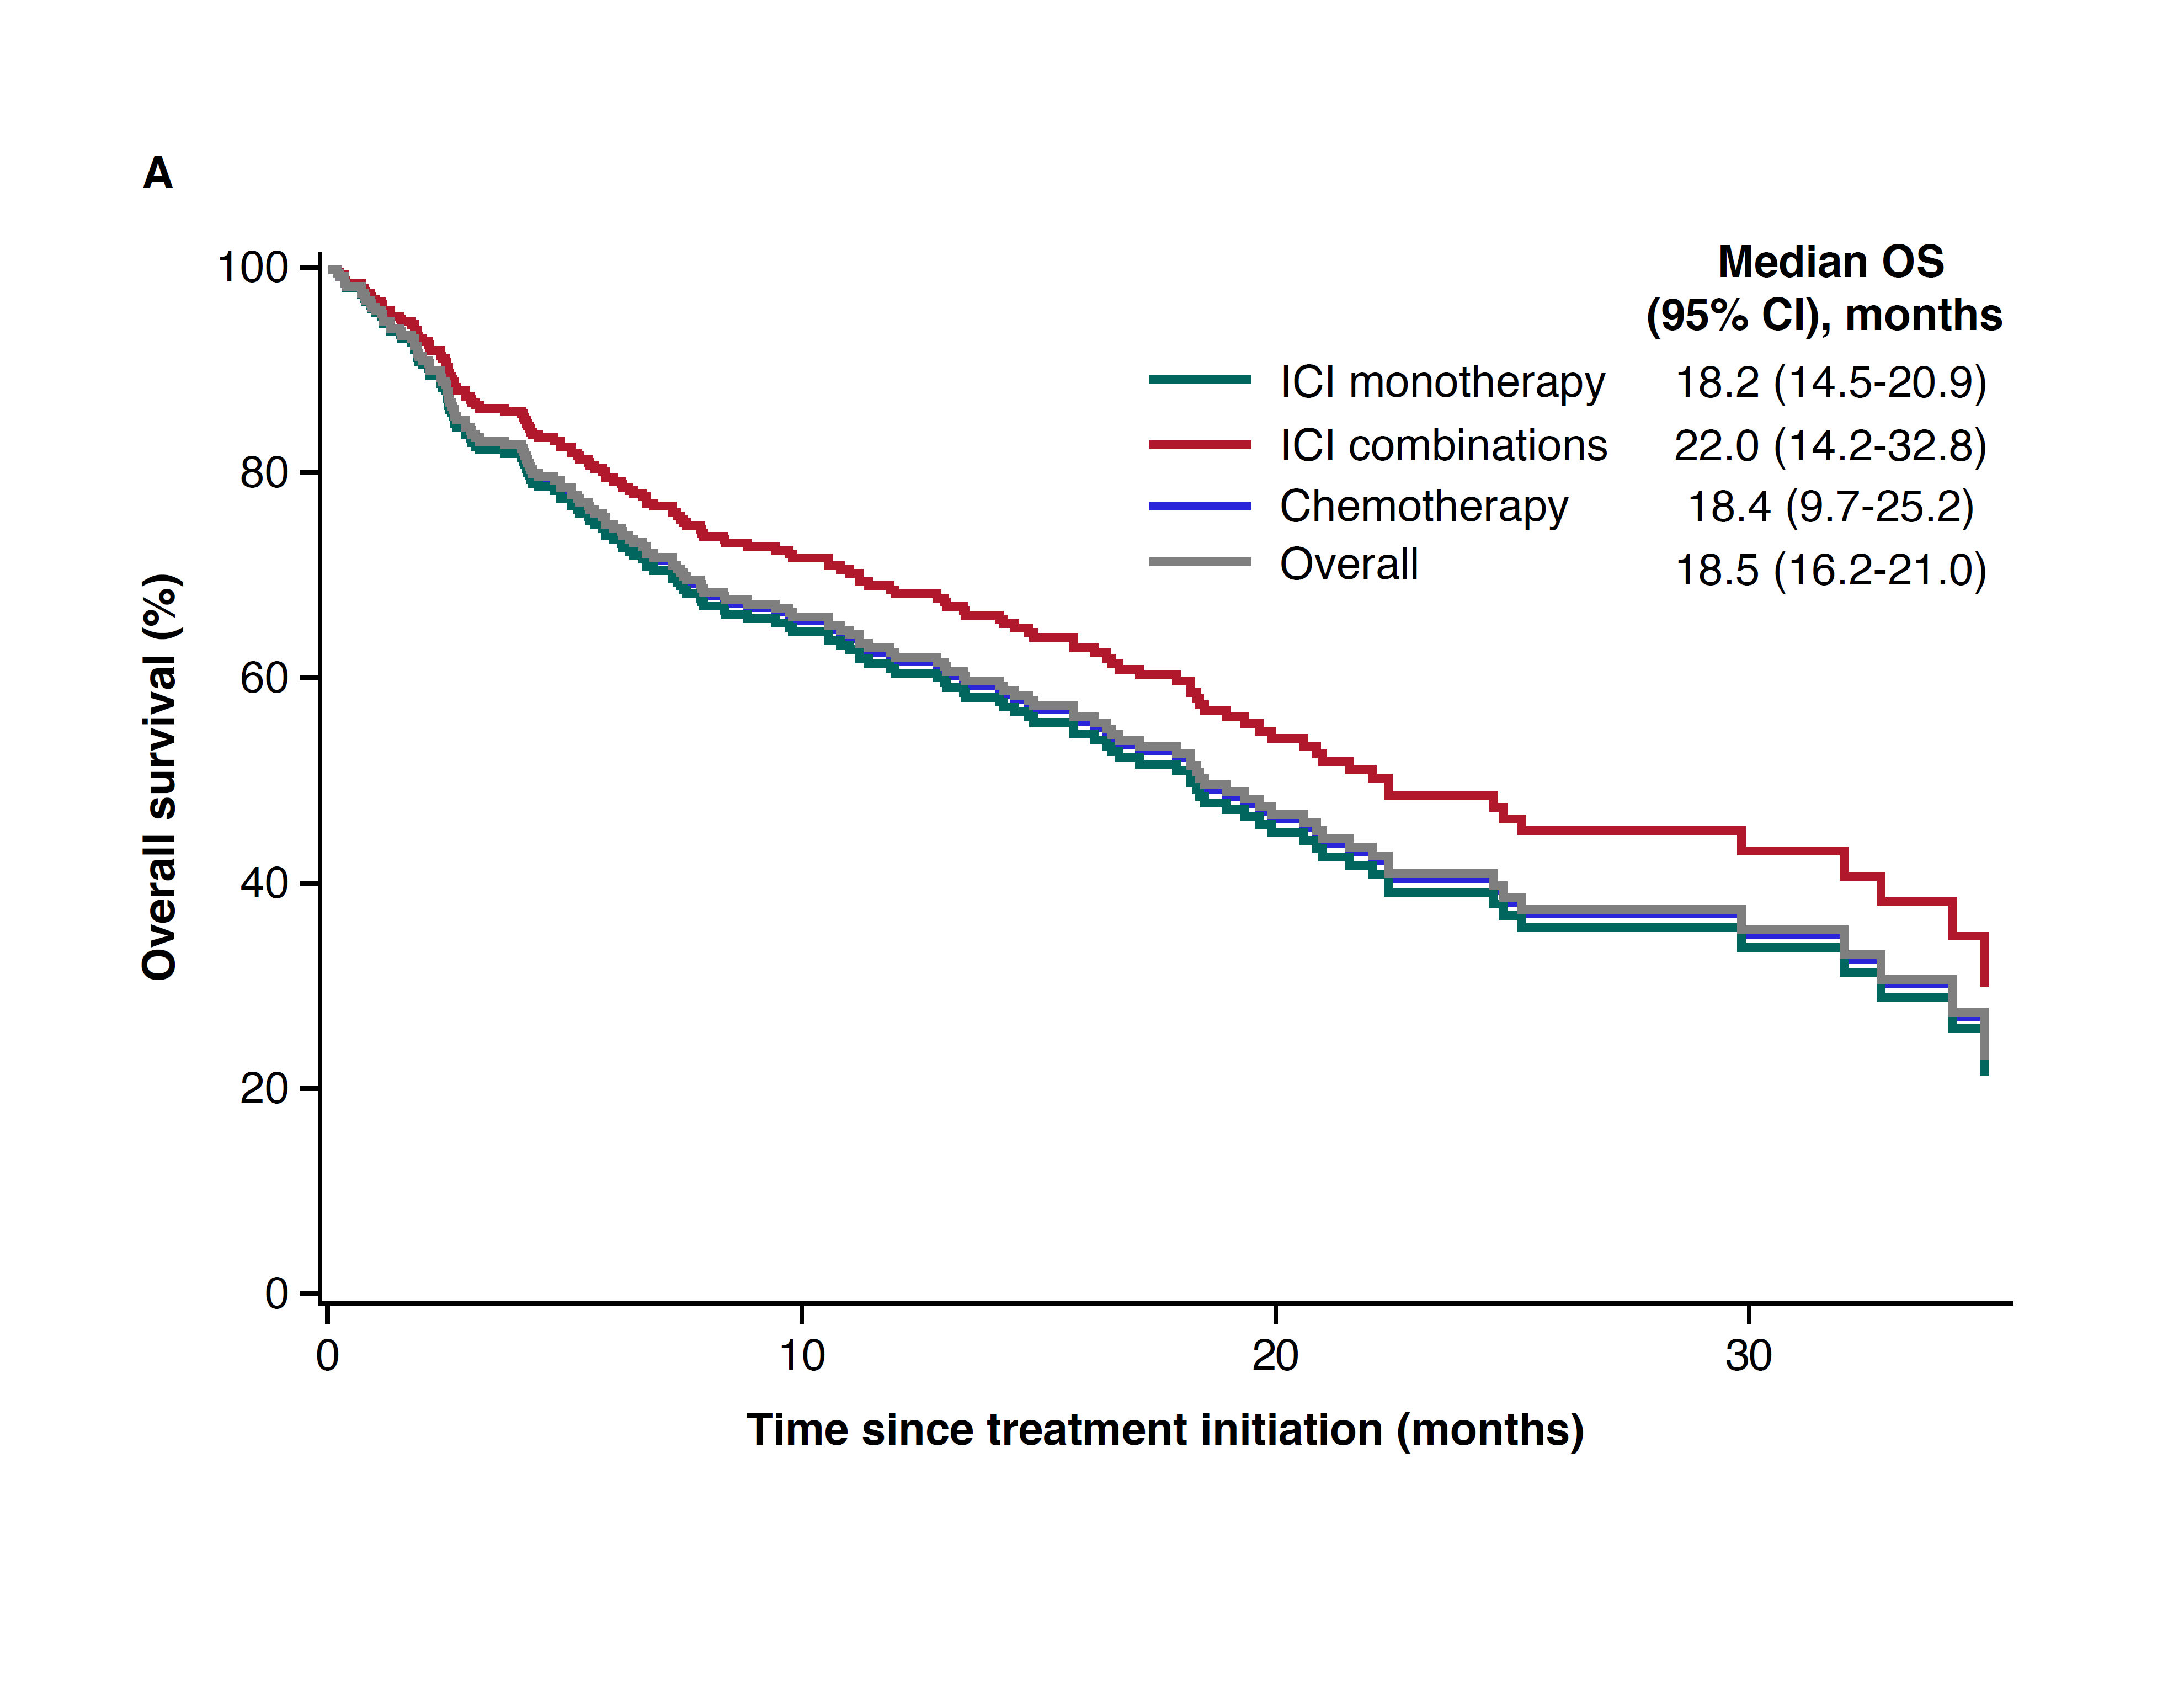 A
Median OS
(95% CI), months
ICI monotherapy 18.2 (14.5-20.9)
ICI combinations 22.0 (14.2-32.8)
Chemotherapy 18.4 (9.7-25.2)
Overall 18.5 (16.2-21.0)
Overall survival (%)
100
80
60
40
20
0
0 10 20 30
Time since treatment initiation (months)